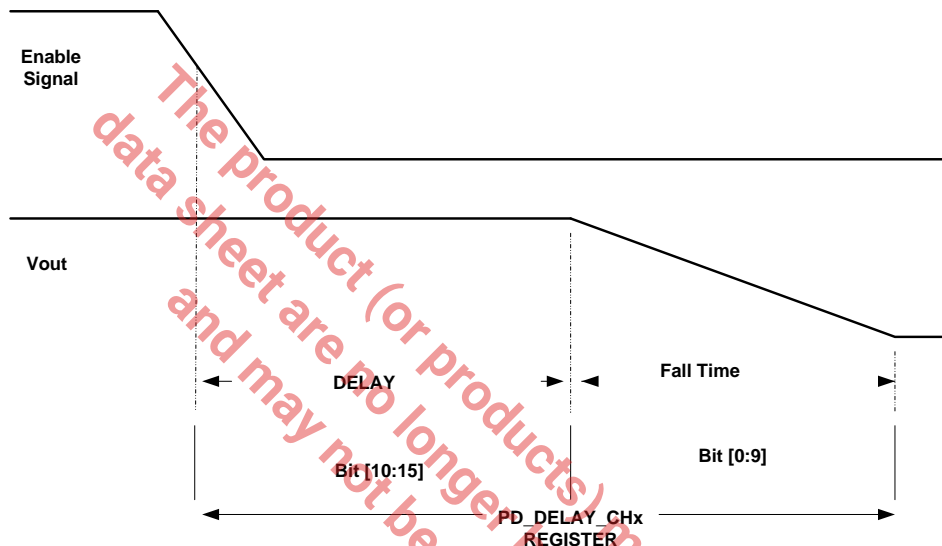 Enable
Signal
Vout
DELAY
Fall Time
Bit [10:15]
Bit [0:9]
PD_DELAY_CHx
REGISTER
The product (or products) m
data sheet are no longer
and may not be